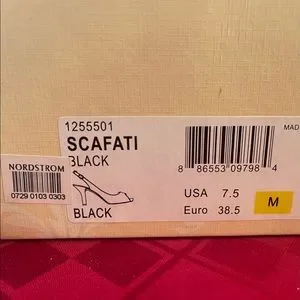 1255501
SCAFATI
BLACK
MAD
8 86553 09798 4
NORDSTROM
0729 0103 0303
BLACK
USA 7.5
Euro 38.5
M